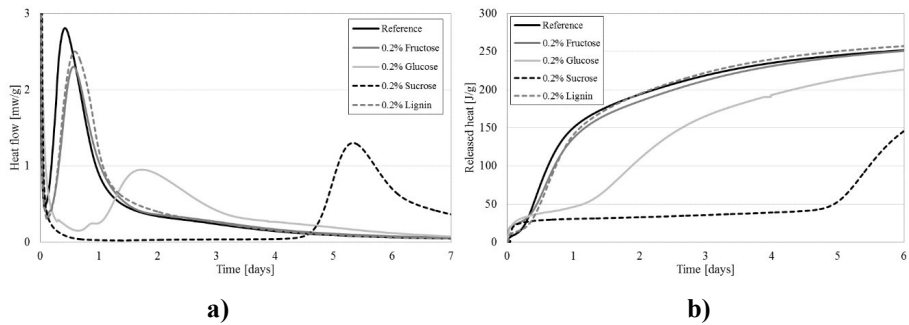 3
2
1
0
Heat flow [mw/g]
Reference
0.2% Fructose
0.2% Glucose
0.2% Sucrose
0.2% Lignin
0 1 2 3 4 5 6 7
Time [days]
a)
300
250
200
150
100
50
0
Released heat [J/g]
Reference
0.2% Fructose
0.2% Glucose
0.2% Sucrose
0.2% Lignin
0 1 2 3 4 5 6
Time [days]
b)